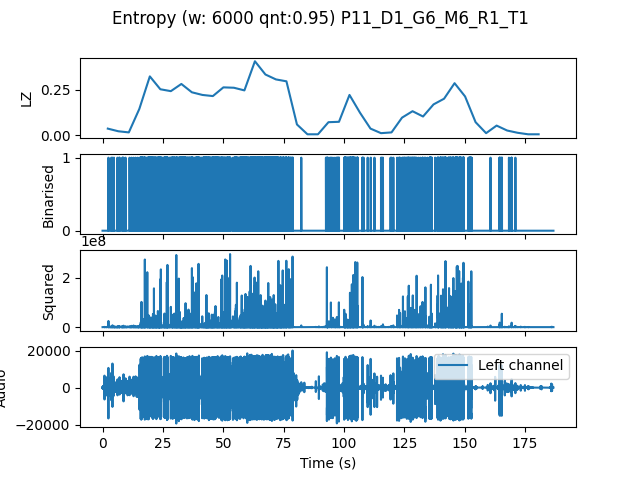 Entropy (w: 6000 qnt:0.95) P11_D1_G6_M6_R1_T1
LZ
0.25
0.00
Binarised
1
0
1e8
Squared
2
0
Audio
20000
0
−20000
Left channel
0 25 50 75 100 125 150 175
Time (s)